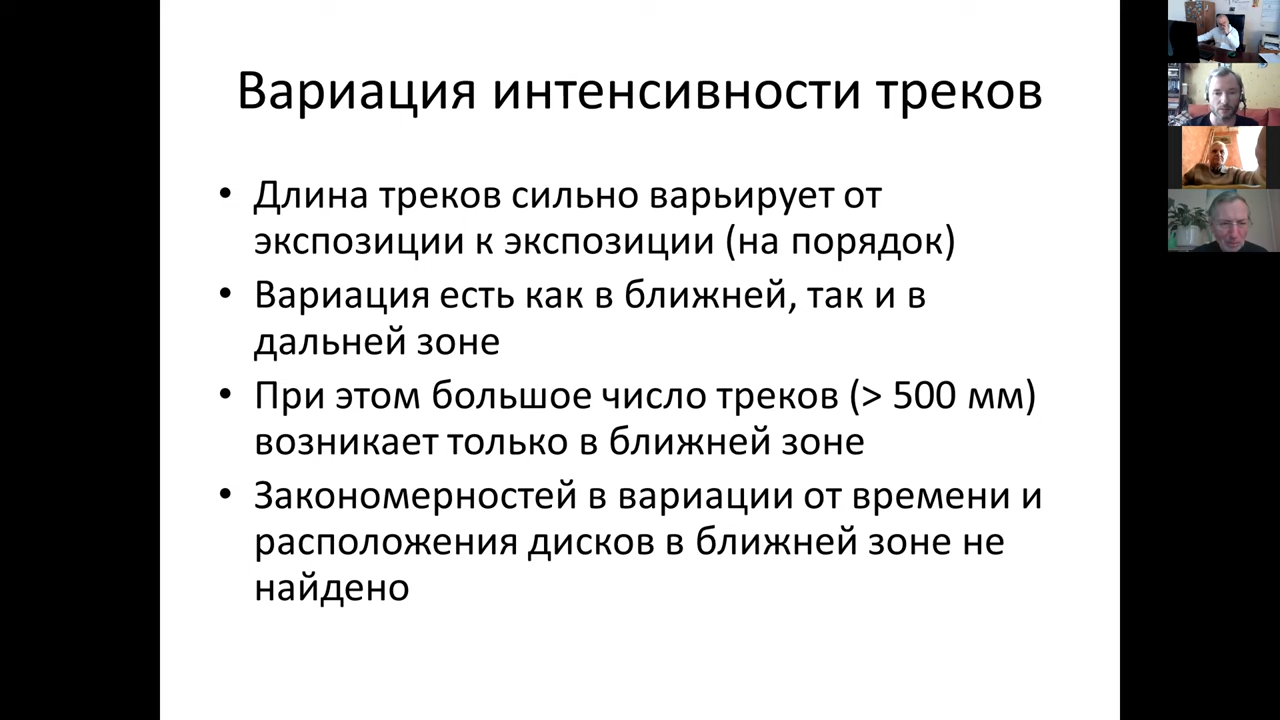 Вариация интенсивности треков
• Длина треков сильно варьирует от
экспозиции к экспозиции (на порядок)
• Вариация есть как в ближней, так и в
дальней зоне
• При этом большое число треков (> 500 мм)
возникает только в ближней зоне
• Закономерностей в вариации от времени и
расположения дисков в ближней зоне не
найдено